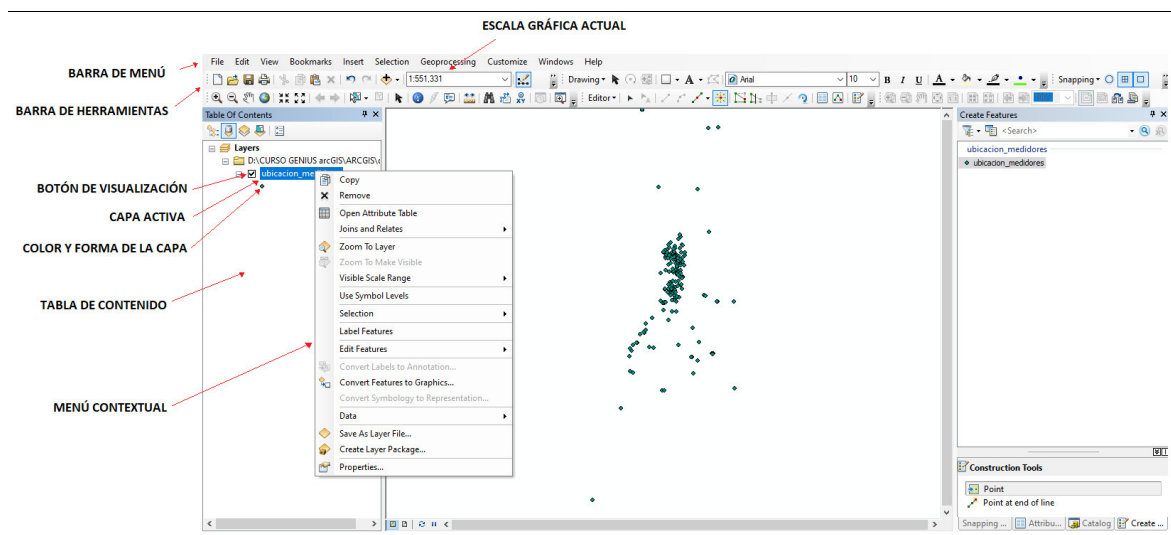 ESCALA GRÁFICA ACTUAL
BARRA DE MENÚ
BARRA DE HERRAMIENTAS
BOTÓN DE VISUALIZACIÓN
CAPA ACTIVA
COLOR Y FORMA DE LA CAPA
TABLA DE CONTENIDO
MENÚ CONTEXTUAL
File Edit View Bookmarks Insert Selection Geoprocessing Customize Windows Help
1:551,331 Drawing A Arial 10 B I U A Snapping
Editor
Table Of Contents
Layers
D:\CURSO GENIUS arcGIS\ARCGIS\
Copy
Remove
Open Attribute Table
Joins and Relates
Zoom To Layer
Zoom To Make Visible
Visible Scale Range
Use Symbol Levels
Selection
Label Features
Edit Features
Convert Labels to Annotation...
Convert Features to Graphics...
Convert Symbology to Representation...
Data
Save As Layer File...
Create Layer Package...
Properties...
Create Features
<Search>
ubicacion_medidores
ubicacion_medidores
Construction Tools
Point
Point at end of line
Snapping ... Attribu... Catalog Create ...